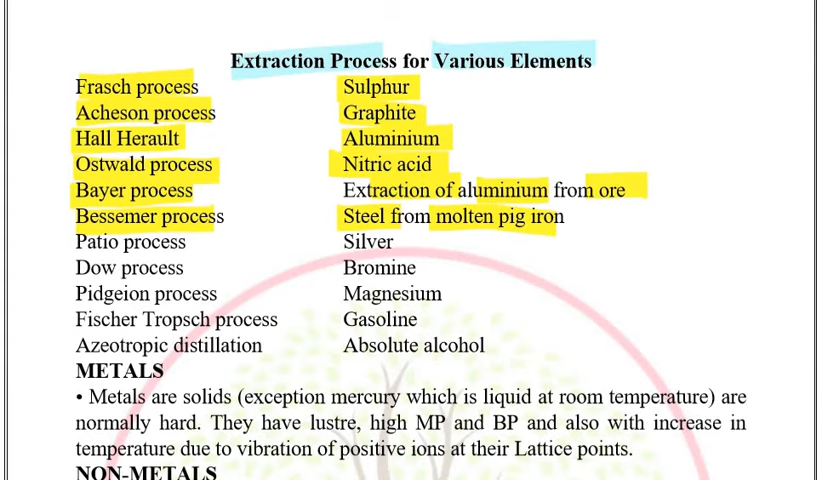 Extraction Process for Various Elements
Frasch process Sulphur
Acheson process Graphite
Hall Herault Aluminium
Ostwald process Nitric acid
Bayer process Extraction of aluminium from ore
Bessemer process Steel from molten pig iron
Patio process Silver
Dow process Bromine
Pidgeion process Magnesium
Fischer Tropsch process Gasoline
Azeotropic distillation Absolute alcohol
METALS
• Metals are solids (exception mercury which is liquid at room temperature) are
normally hard. They have lustre, high MP and BP and also with increase in
temperature due to vibration of positive ions at their Lattice points.
NON-METALS